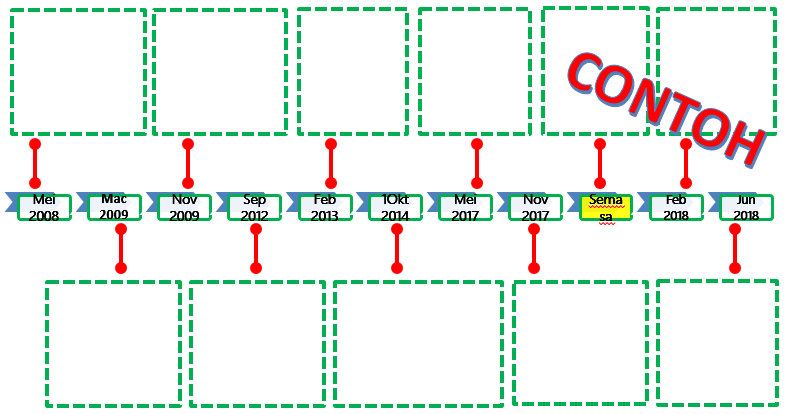 CONTOH
Mei
2008
Mac
2009
Nov
2009
Sep
2012
Feb
2013
1Okt
2014
Mei
2017
Nov
2017
Sema
sa
Feb
2018
Jun
2018